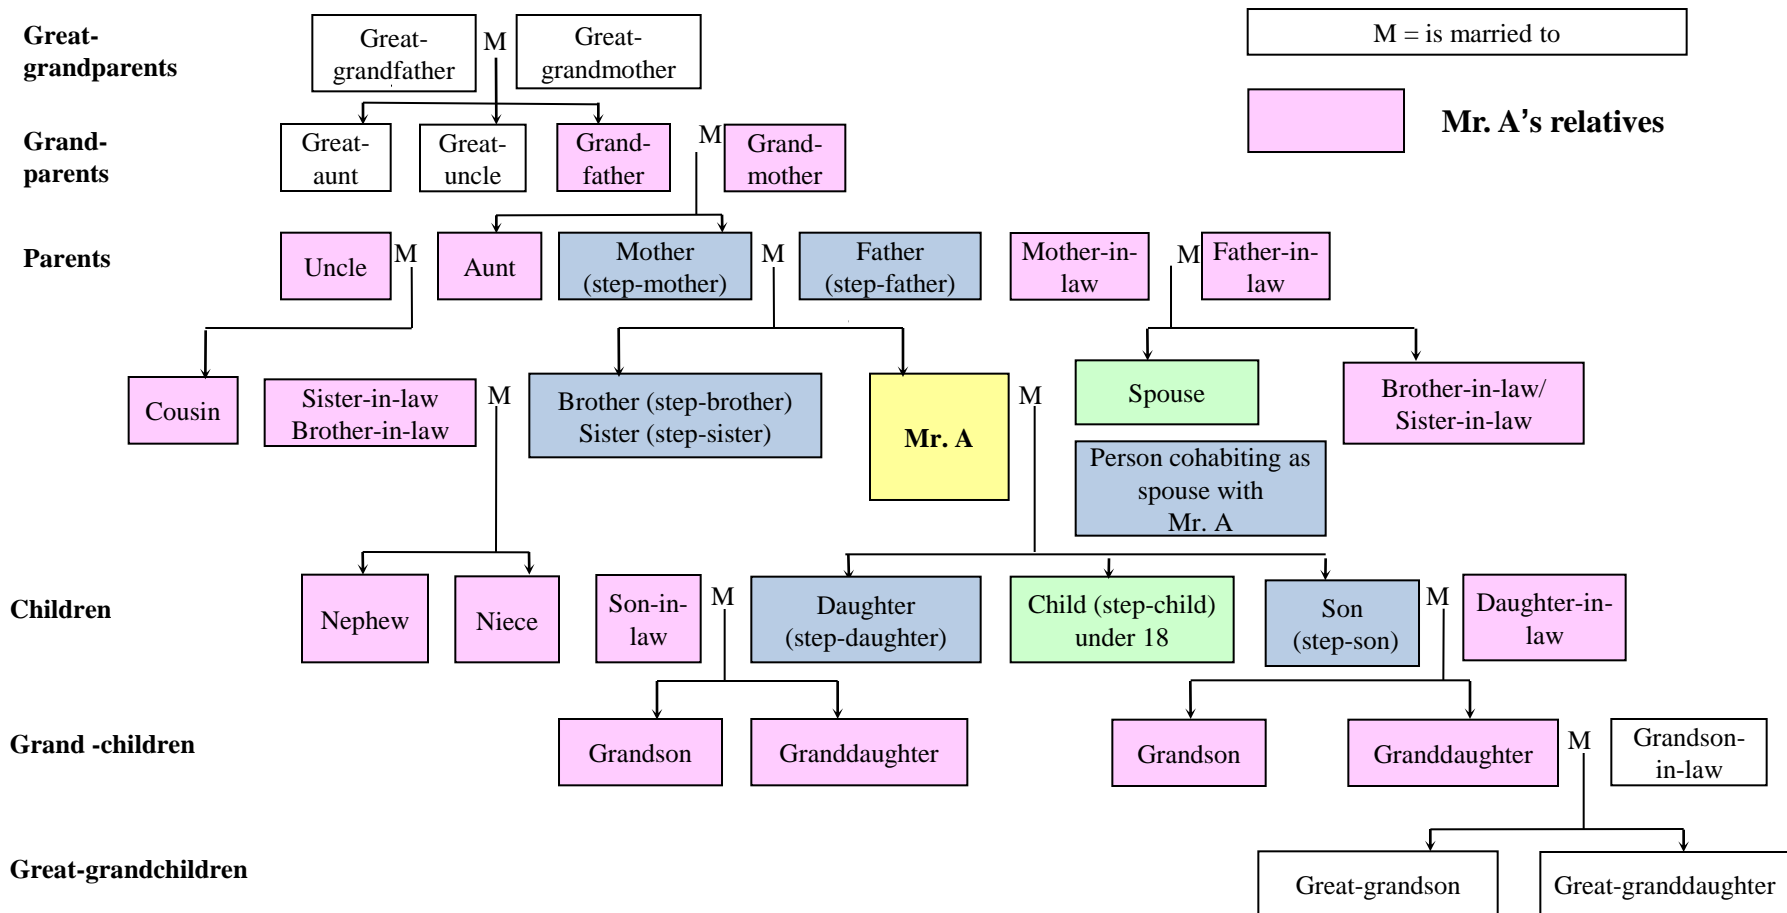 Great-
grandparents
Great-
grandfather
M
Great-
grandmother
M = is married to
Mr. A’s relatives
Grand-
parents
Great-
aunt
Great-
uncle
Grand-
father
M
Grand-
mother
Parents
Uncle
M
Aunt
Mother
(step-mother)
M
Father
(step-father)
Mother-in-
law
M
Father-in-
law
Cousin
Sister-in-law
Brother-in-law
M
Brother (step-brother)
Sister (step-sister)
Mr. A
M
Spouse
Brother-in-law/
Sister-in-law
Person cohabiting as
spouse with
Mr. A
Children
Nephew
Niece
Son-in-
law
M
Daughter
(step-daughter)
Child (step-child)
under 18
Son
(step-son)
M
Daughter-in-
law
Grand -children
Grandson
Granddaughter
Grandson
Granddaughter
M
Grandson-
in-law
Great-grandchildren
Great-grandson
Great-granddaughter